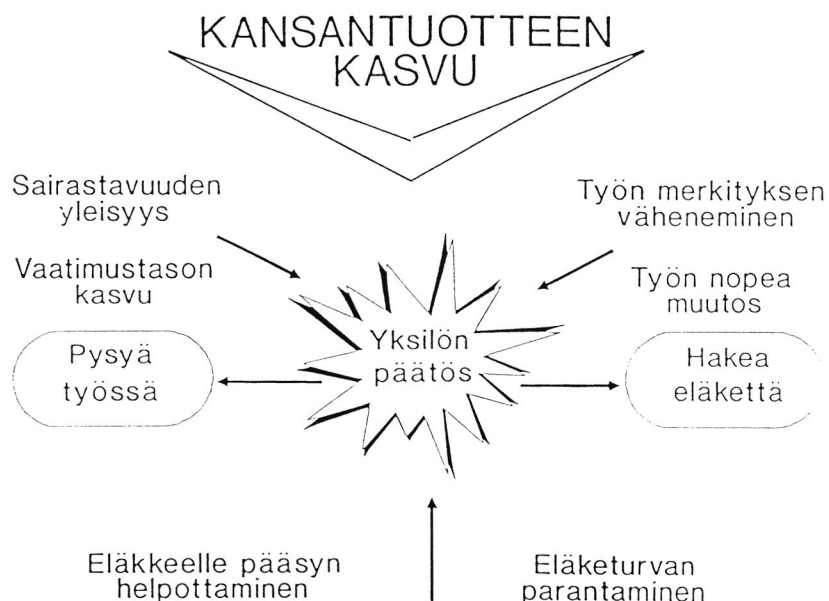 KANSANTUOTTEEN
KASVU
Sairastavuuden
yleisyys
Työn merkityksen
väheneminen
Vaatimustason
kasvu
Työn nopea
muutos
Pysyä
työssä
Yksilön
päätös
Hakea
eläkettä
Eläkkeelle pääsyn
helpottaminen
Eläketurvan
parantaminen